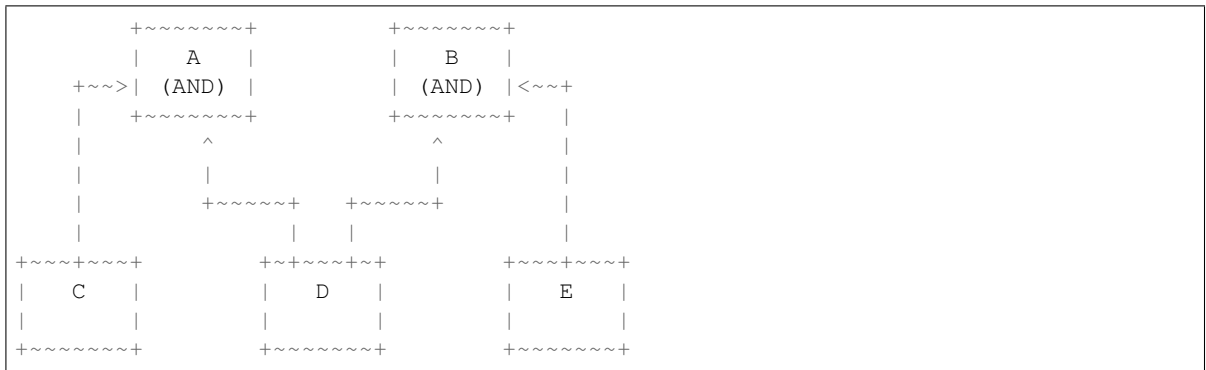 +~~~~~~~+                 +~~~~~~~+
        |   A   |                 |   B   |
    +~~>| (AND) |                 | (AND) |<~~+
    |   +~~~~~~~+                 +~~~~~~~+   |
    |        ^                       ^        |
    |        |                       |        |
    |        +~~~~~+   +~~~~~+        |
    |              |   |              |
+~~~+~~~+        +~+~~~+~+        +~~~+~~~+
|   C   |        |   D   |        |   E   |
|       |        |       |        |       |
+~~~~~~~+        +~~~~~~~+        +~~~~~~~+